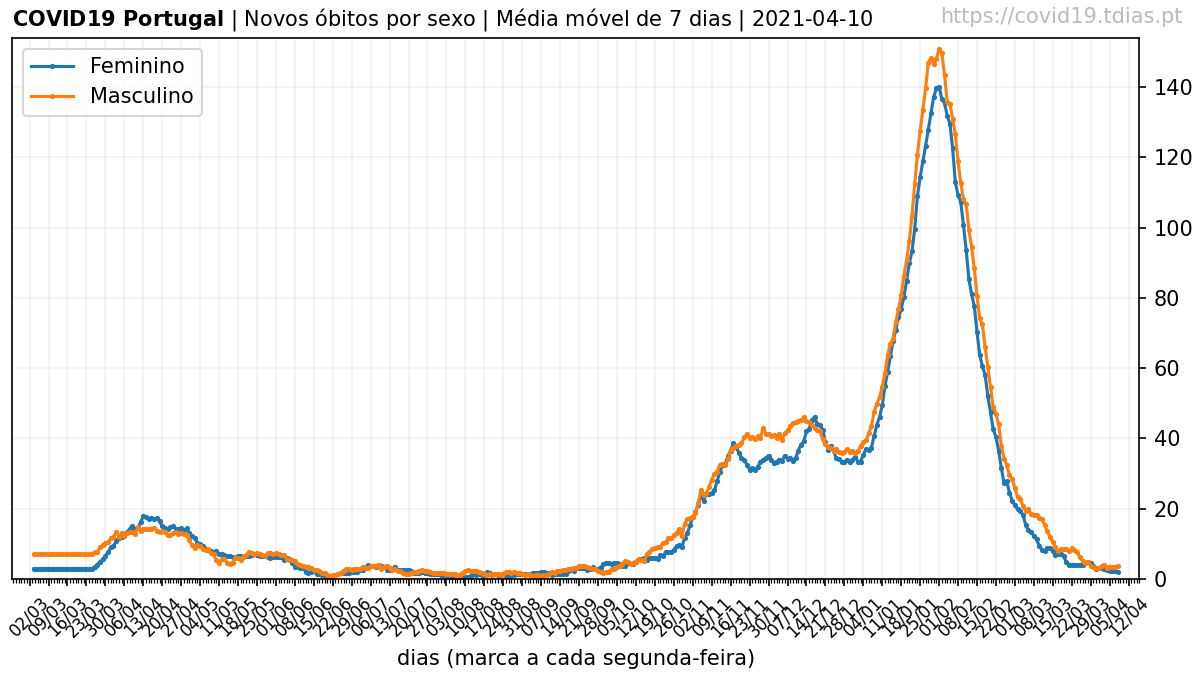 COVID19 Portugal | Novos óbitos por sexo | Média móvel de 7 dias | 2021-04-10
https://covid19.tdias.pt
Feminino
Masculino
140
120
100
80
60
40
20
0
02/03 09/03 16/03 23/03 30/03 06/04 13/04 20/04 27/04 04/05 11/05 18/05 25/05 01/06 08/06 15/06 22/06 29/06 06/07 13/07 20/07 27/07 03/08 10/08 17/08 24/08 31/08 07/09 14/09 21/09 28/09 05/10 12/10 19/10 26/10 02/11 09/11 16/11 23/11 30/11 07/12 14/12 21/12 28/12 04/01 11/01 18/01 25/01 01/02 08/02 15/02 22/02 01/03 08/03 15/03 22/03 29/03 05/04 12/04
dias (marca a cada segunda-feira)